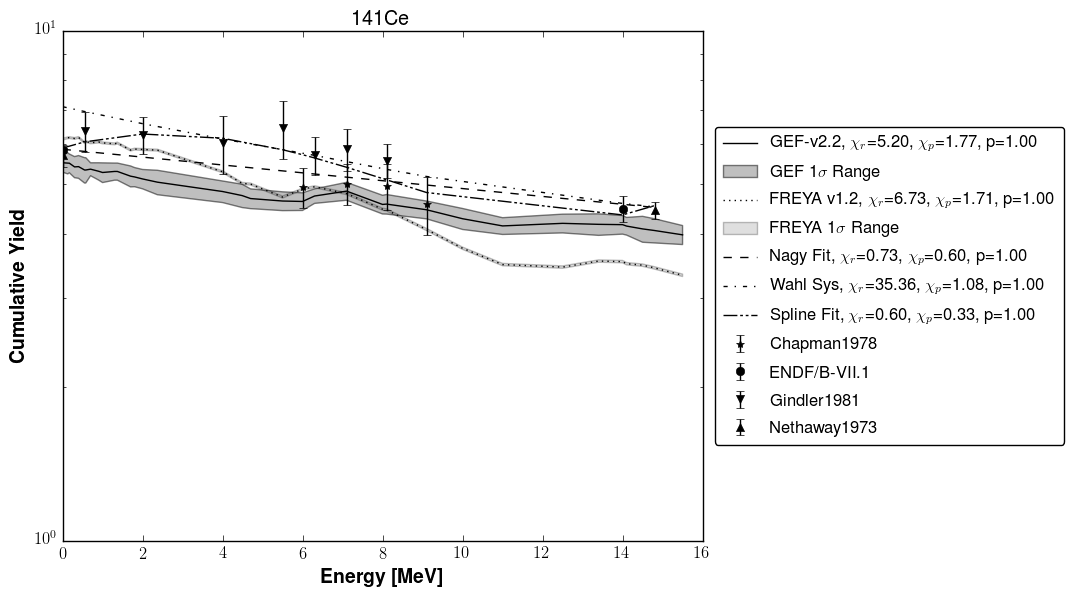 141Ce
10¹
10⁰
Cumulative Yield
0 2 4 6 8 10 12 14 16
Energy [MeV]
GEF-v2.2, χr=5.20, χp=1.77, p=1.00
GEF 1σ Range
FREYA v1.2, χr=6.73, χp=1.71, p=1.00
FREYA 1σ Range
Nagy Fit, χr=0.73, χp=0.60, p=1.00
Wahl Sys, χr=35.36, χp=1.08, p=1.00
Spline Fit, χr=0.60, χp=0.33, p=1.00
Chapman1978
ENDF/B-VII.1
Gindler1981
Nethaway1973